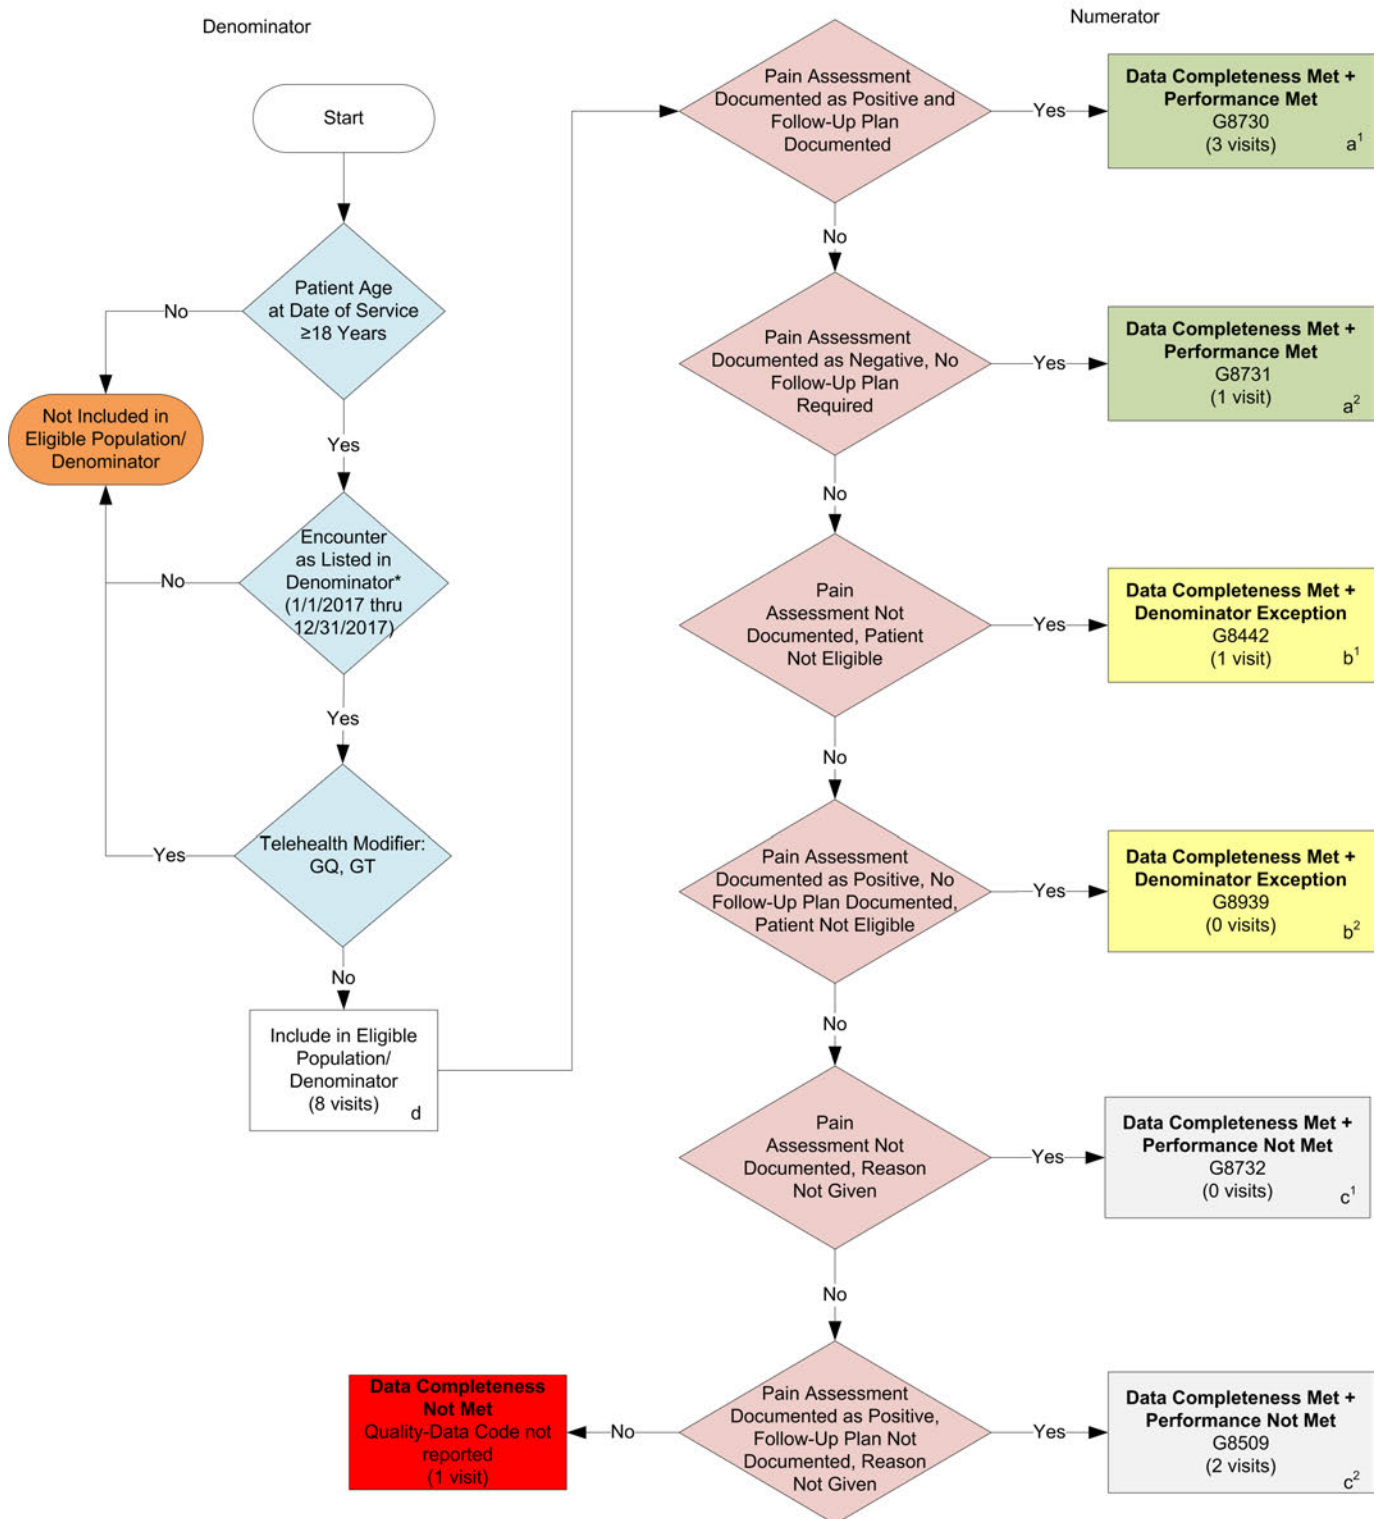 Denominator
Numerator
Start
Patient Age
at Date of Service
≥18 Years
No
Not Included in
Eligible Population/
Denominator
Yes
Encounter
as Listed in
Denominator*
(1/1/2017 thru
12/31/2017)
No
Yes
Telehealth Modifier:
GQ, GT
Yes
No
Include in Eligible
Population/
Denominator
(8 visits)
d
Pain Assessment
Documented as Positive and
Follow-Up Plan
Documented
Yes
Data Completeness Met +
Performance Met
G8730
(3 visits)
a¹
No
Pain Assessment
Documented as Negative, No
Follow-Up Plan
Required
Yes
Data Completeness Met +
Performance Met
G8731
(1 visit)
a²
No
Pain
Assessment Not
Documented, Patient
Not Eligible
Yes
Data Completeness Met +
Denominator Exception
G8442
(1 visit)
b¹
No
Pain Assessment
Documented as Positive, No
Follow-Up Plan Documented,
Patient Not Eligible
Yes
Data Completeness Met +
Denominator Exception
G8939
(0 visits)
b²
No
Pain
Assessment Not
Documented, Reason
Not Given
Yes
Data Completeness Met +
Performance Not Met
G8732
(0 visits)
c¹
No
Pain Assessment
Documented as Positive,
Follow-Up Plan Not
Documented, Reason
Not Given
Yes
Data Completeness Met +
Performance Not Met
G8509
(2 visits)
c²
No
Data Completeness
Not Met
Quality-Data Code not
reported
(1 visit)